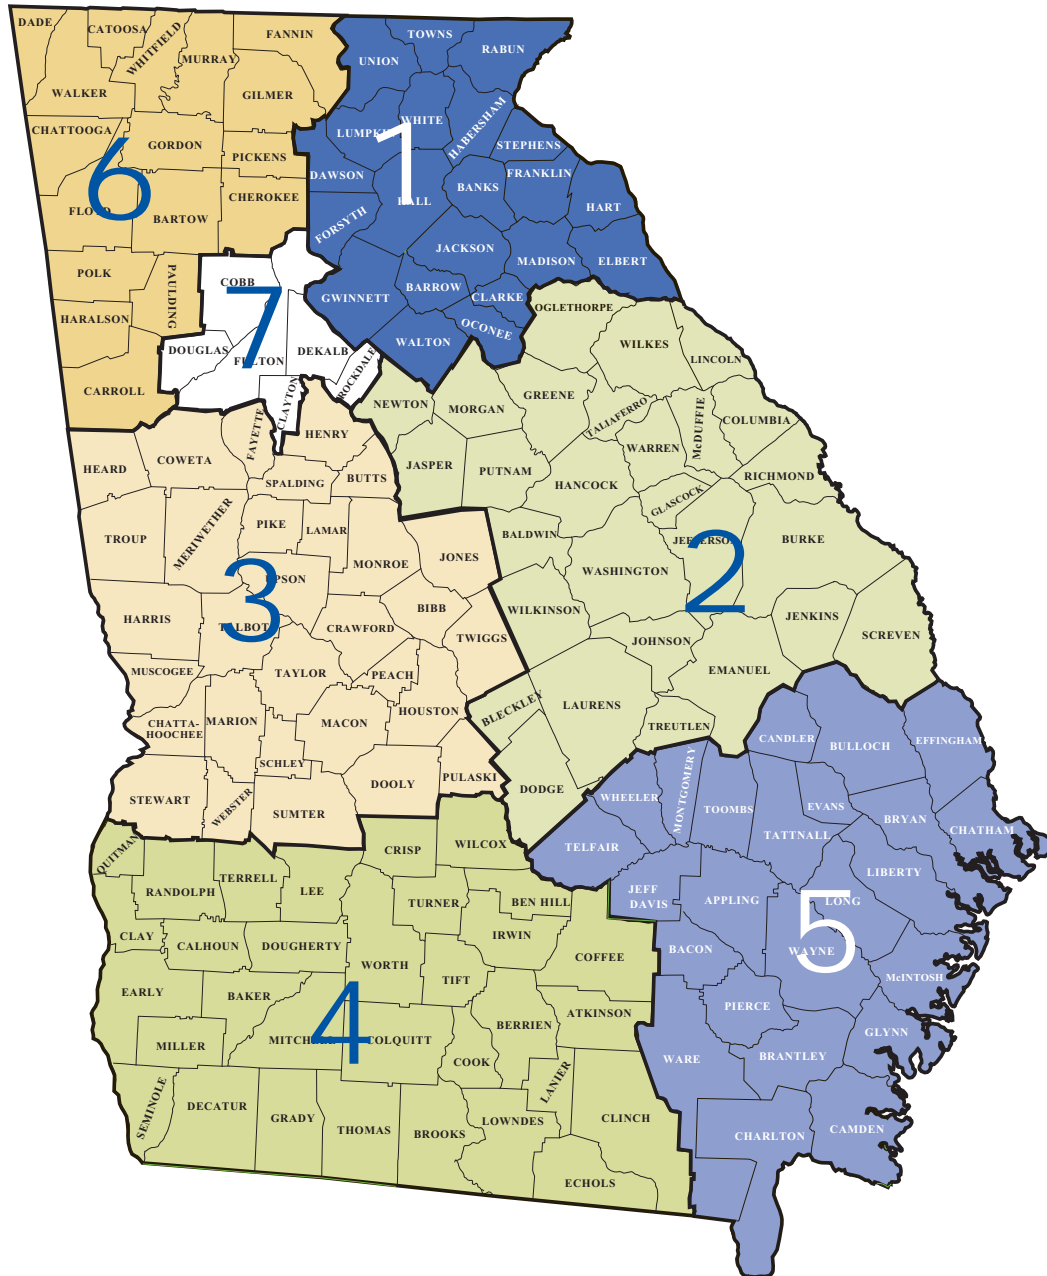 DADE
CATOOSA
WHITFIELD
MURRAY
FANNIN
WALKER
GILMER
CHATTOOGA
GORDON
PICKENS
6
FLOYD
BARTOW
CHEROKEE
POLK
PAULDING
HARALSON
CARROLL
TOWNS
UNION
RABUN
LUMPKIN
WHITE
HABERSHAM
STEPHENS
1
DAWSON
HALL
BANKS
FRANKLIN
HART
FORSYTH
JACKSON
MADISON
ELBERT
GWINNETT
BARROW
CLARKE
OCONEE
WALTON
COBB
7
DOUGLAS
FULTON
DEKALB
ROCKDALE
CLAYTON
OGLETHORPE
WILKES
LINCOLN
NEWTON
MORGAN
GREENE
TALIAFERRO
McDUFFIE
COLUMBIA
WARREN
JASPER
PUTNAM
HANCOCK
GLASCOCK
RICHMOND
BALDWIN
JEFFERSON
BURKE
2
WASHINGTON
WILKINSON
JOHNSON
JENKINS
SCREVEN
EMANUEL
BLECKLEY
LAURENS
TREUTLEN
DODGE
FAYETTE
HENRY
HEARD
COWETA
SPALDING
BUTTS
TROUP
MERIWETHER
PIKE
LAMAR
MONROE
JONES
3
UPSON
HARRIS
TALBOT
CRAWFORD
BIBB
TWIGGS
MUSCOGEE
TAYLOR
PEACH
CHATTA-
HOOCHEE
MARION
MACON
HOUSTON
SCHLEY
DOOLY
PULASKI
STEWART
WEBSTER
SUMTER
QUITMAN
CRISP
WILCOX
RANDOLPH
TERRELL
LEE
TURNER
BEN HILL
CLAY
CALHOUN
DOUGHERTY
IRWIN
WORTH
COFFEE
EARLY
BAKER
TIFT
4
MITCHELL
COLQUITT
BERRIEN
ATKINSON
MILLER
COOK
LANIER
SEMINOLE
DECATUR
GRADY
THOMAS
BROOKS
LOWNDES
CLINCH
ECHOLS
CANDLER
BULLOCH
EFFINGHAM
WHEELER
MONTGOMERY
TOOMBS
EVANS
TATTNALL
BRYAN
CHATHAM
TELFAIR
LIBERTY
JEFF
DAVIS
APPLING
LONG
5
BACON
WAYNE
McINTOSH
PIERCE
GLYNN
WARE
BRANTLEY
CHARLTON
CAMDEN